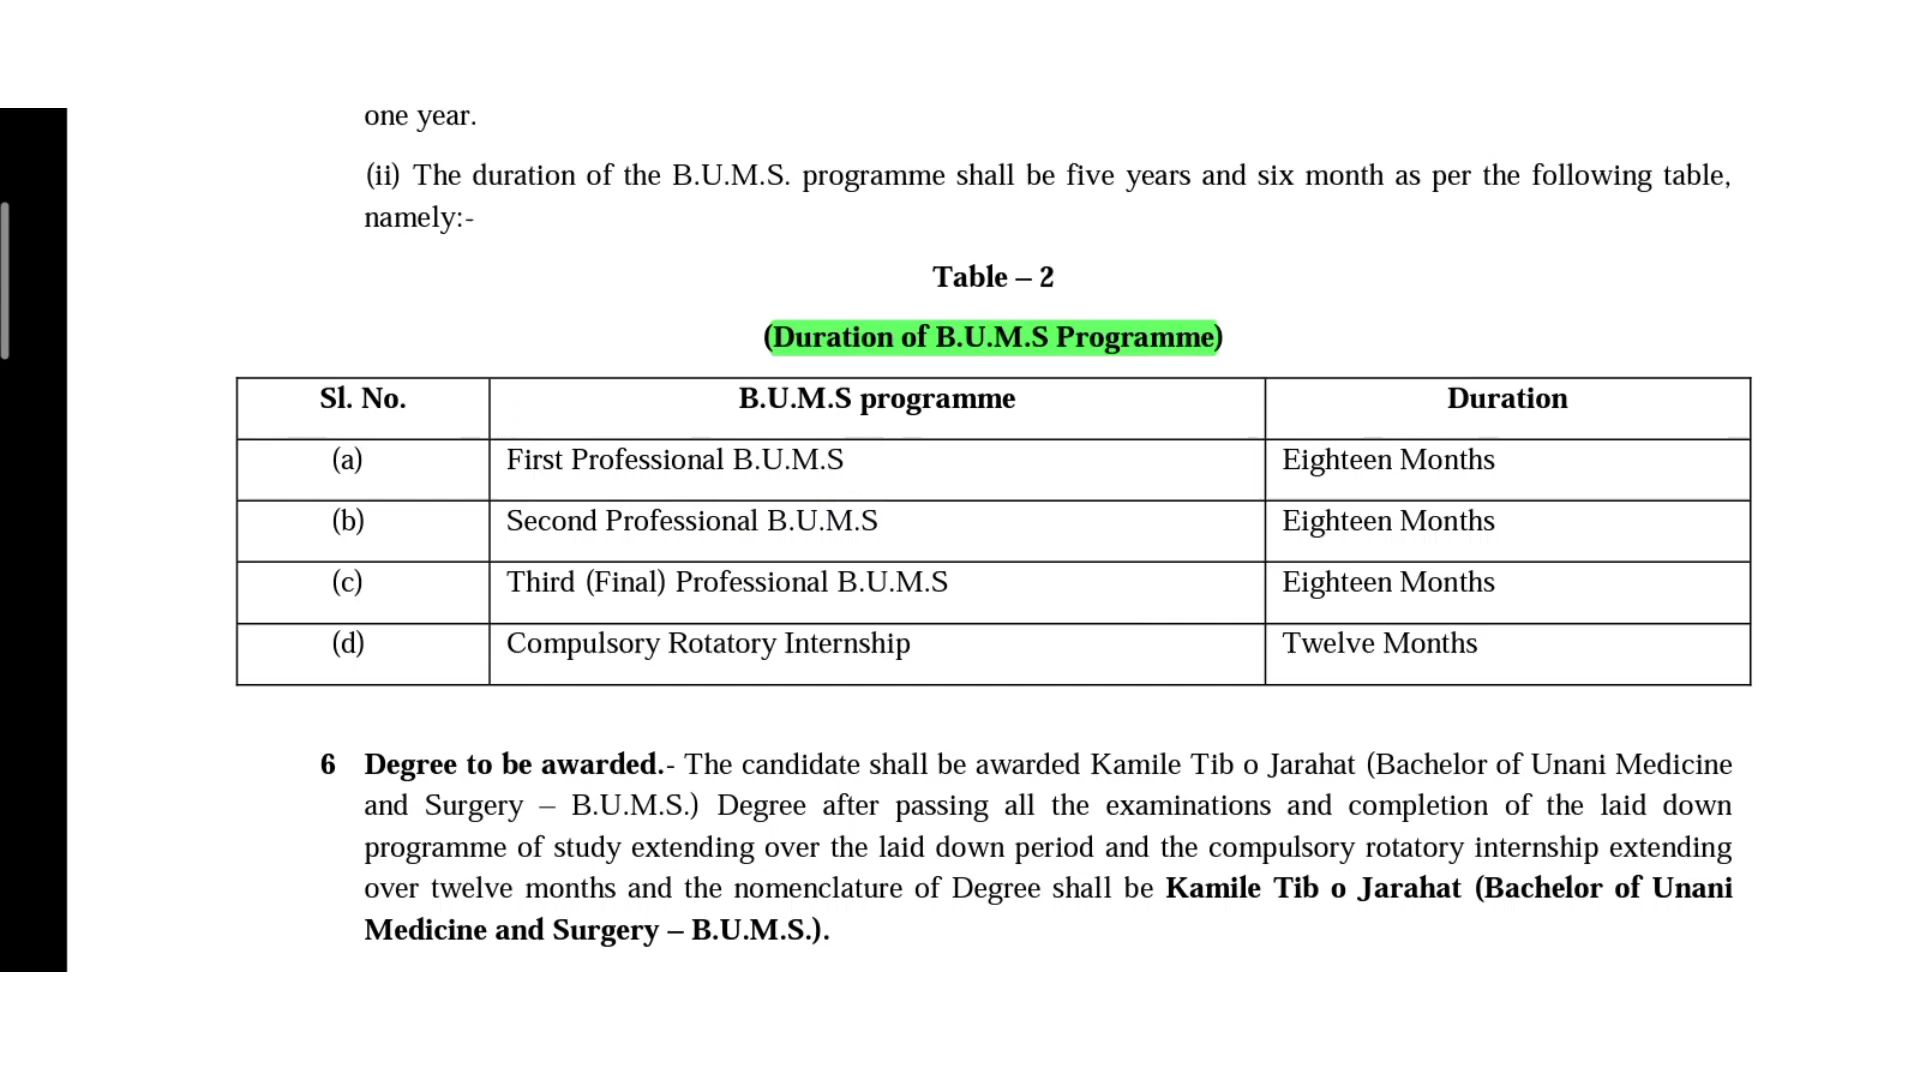 one year.
(ii) The duration of the B.U.M.S. programme shall be five years and six month as per the following table,
namely:-
Table – 2
(Duration of B.U.M.S Programme)
Sl. No. B.U.M.S programme Duration
(a) First Professional B.U.M.S Eighteen Months
(b) Second Professional B.U.M.S Eighteen Months
(c) Third (Final) Professional B.U.M.S Eighteen Months
(d) Compulsory Rotatory Internship Twelve Months
6 Degree to be awarded.- The candidate shall be awarded Kamile Tib o Jarahat (Bachelor of Unani Medicine
and Surgery – B.U.M.S.) Degree after passing all the examinations and completion of the laid down
programme of study extending over the laid down period and the compulsory rotatory internship extending
over twelve months and the nomenclature of Degree shall be Kamile Tib o Jarahat (Bachelor of Unani
Medicine and Surgery – B.U.M.S.).